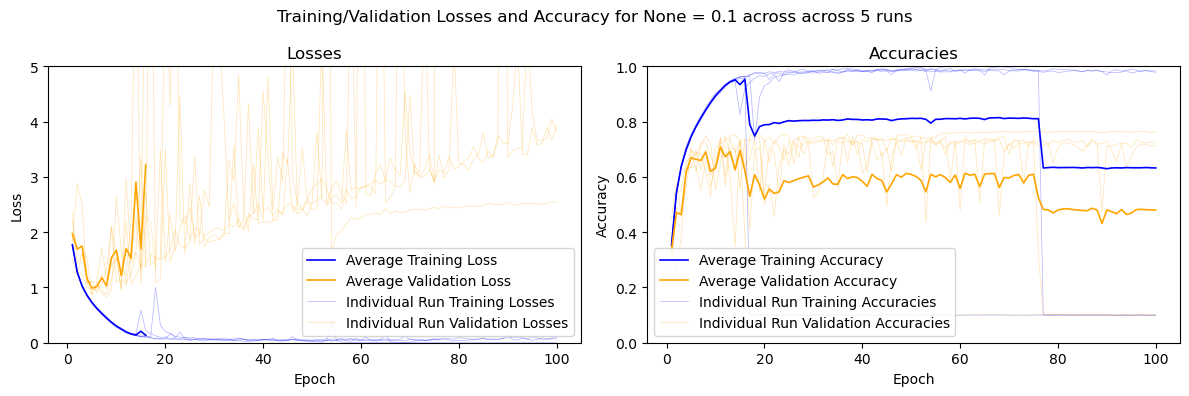 Training/Validation Losses and Accuracy for None = 0.1 across across 5 runs
Losses
5
4
3
2
1
0
Loss
0
20
40
60
80
100
Epoch
Average Training Loss
Average Validation Loss
Individual Run Training Losses
Individual Run Validation Losses
Accuracies
1.0
0.8
0.6
0.4
0.2
0.0
Accuracy
0
20
40
60
80
100
Epoch
Average Training Accuracy
Average Validation Accuracy
Individual Run Training Accuracies
Individual Run Validation Accuracies